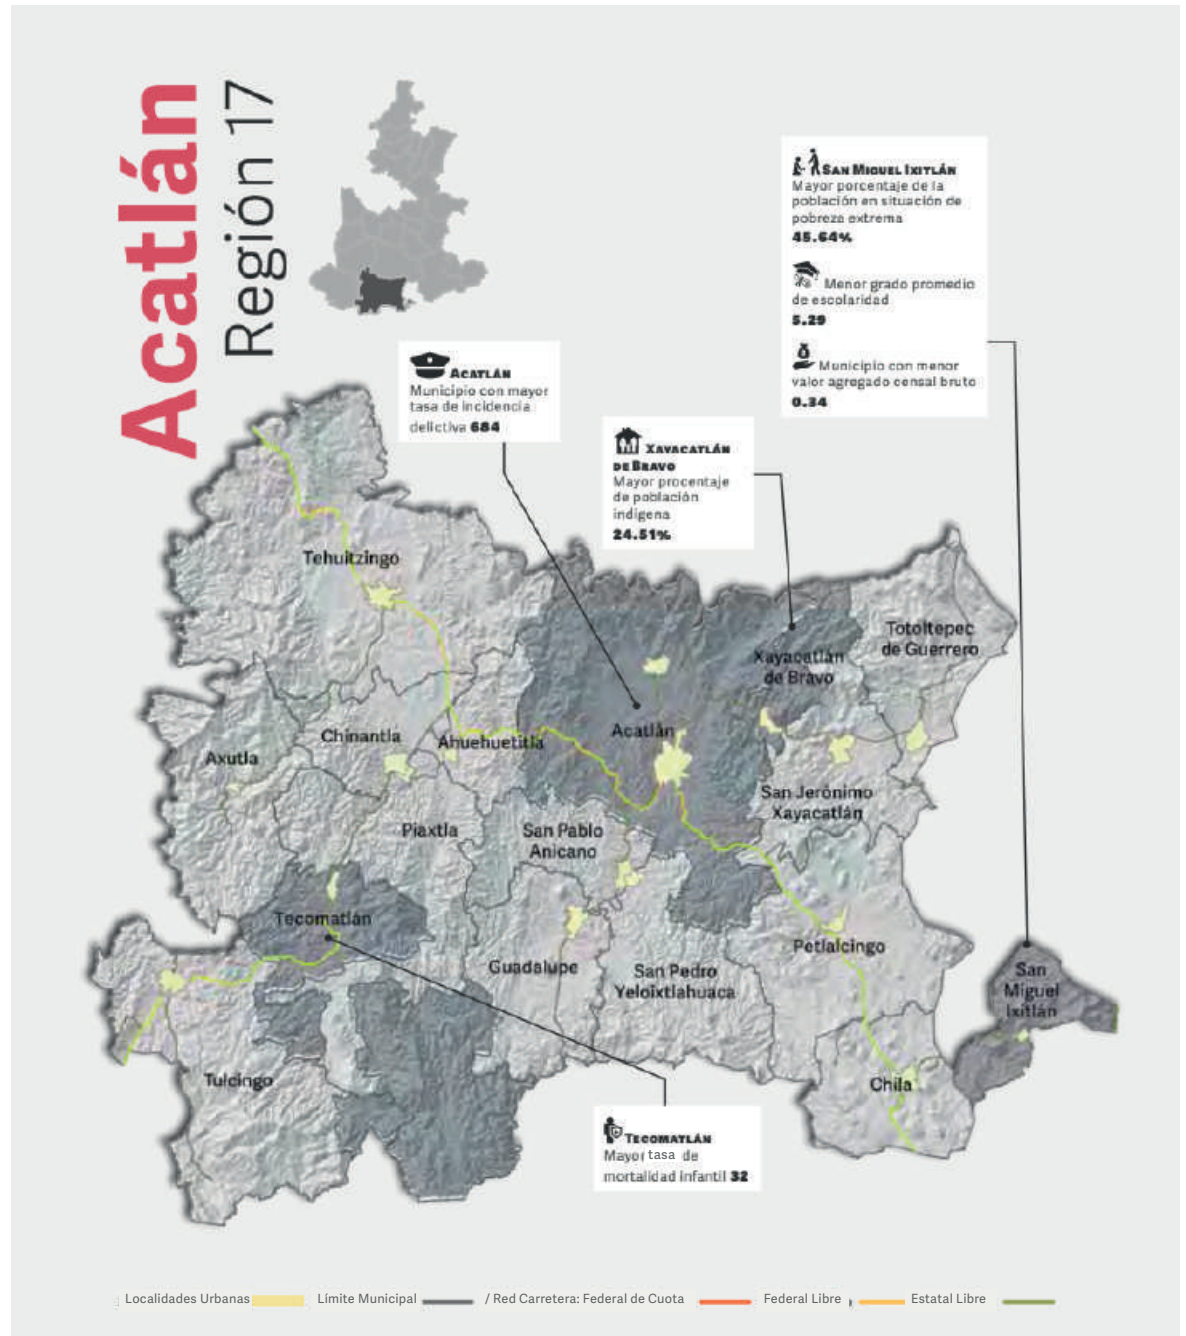 Acatlán
Región 17
SAN MIGUEL IXITLÁN
Mayor porcentaje de la
población en situación de
pobreza extrema
45.64%
Menor grado promedio
de escolaridad
5.29
Municipio con menor
valor agregado censal bruto
0.34
ACATLÁN
Municipio con mayor
tasa de incidencia
delictiva 684
XAYACATLÁN
DE BRAVO
Mayor procentaje
de población
indígena
24.51%
Tehuitzingo
Totoltepec
de Guerrero
Xayacatlán
de Bravo
Acatlán
Chinantla
Ahuehuetitla
Axutla
San Jerónimo
Xayacatlán
Piaxtla
San Pablo
Anicano
Tecomatlán
Petlalcingo
Guadalupe
San Pedro
Yeloixtlahuaca
San
Miguel
Ixitlán
Tulcingo
Chila
TECOMATLÁN
Mayor tasa de
mortalidad infantil 32
Localidades Urbanas Límite Municipal / Red Carretera: Federal de Cuota Federal Libre Estatal Libre